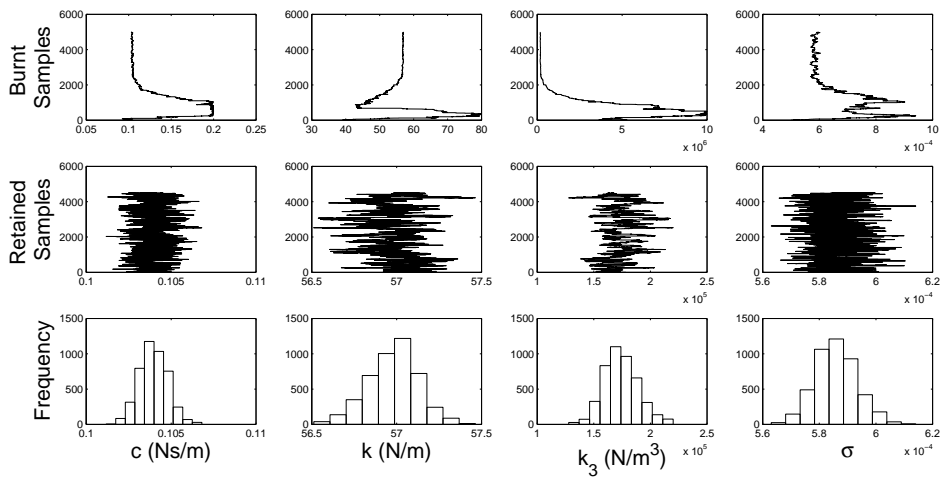 Burnt
Samples
6000
4000
2000
0
0.05 0.1 0.15 0.2 0.25
6000
4000
2000
0
30 40 50 60 70 80
6000
4000
2000
0
0 5 10
x 10^6
6000
4000
2000
0
4 6 8 10
x 10^-4
Retained
Samples
6000
4000
2000
0
0.1 0.105 0.11
6000
4000
2000
0
56.5 57 57.5
6000
4000
2000
0
1 1.5 2 2.5
x 10^5
6000
4000
2000
0
5.6 5.8 6 6.2
x 10^-4
Frequency
1500
1000
500
0
0.1 0.105 0.11
c (Ns/m)
1500
1000
500
0
56.5 57 57.5
k (N/m)
1500
1000
500
0
1 1.5 2 2.5
x 10^5
k_3 (N/m^3)
1500
1000
500
0
5.6 5.8 6 6.2
x 10^-4
σ